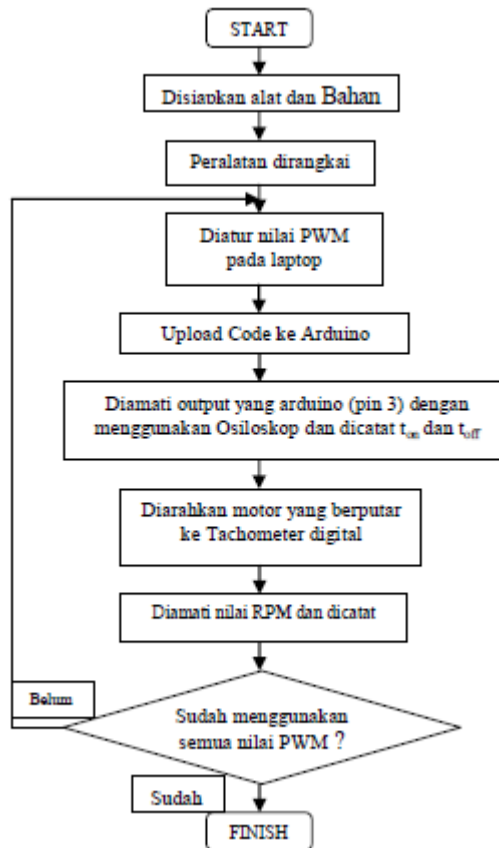 START
Disiapkan alat dan Bahan
Peralatan dirangkai
Diatur nilai PWM
pada laptop
Upload Code ke Arduino
Diamati output yang arduino (pin 3) dengan
menggunakan Osiloskop dan dicatat t_on dan t_off
Diarahkan motor yang berputar
ke Tachometer digital
Diamati nilai RPM dan dicatat
Belum
Sudah menggunakan
semua nilai PWM ?
Sudah
FINISH